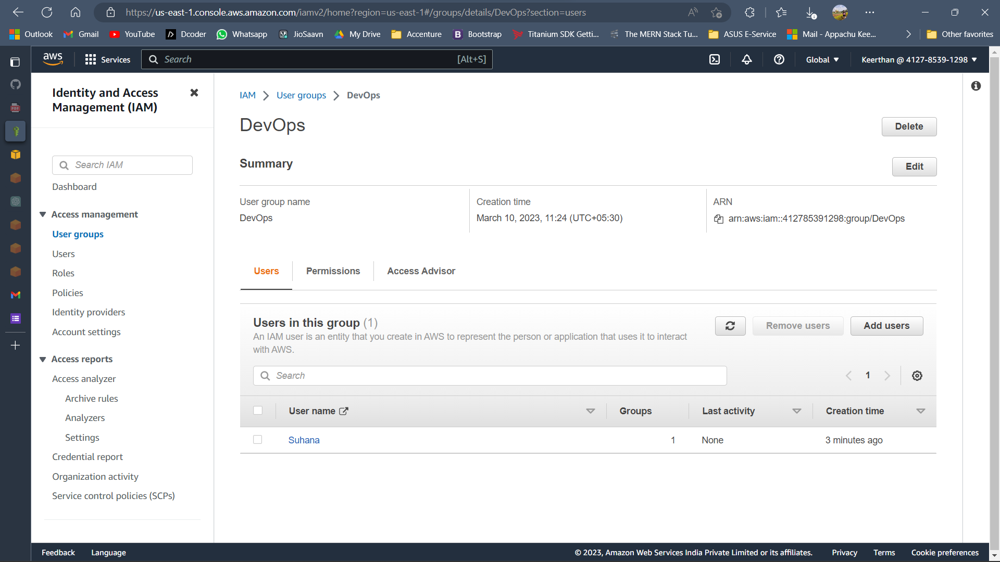 https://us-east-1.console.aws.amazon.com/iamv2/home?region=us-east-1#/groups/details/DevOps?section=users
Outlook Gmail YouTube Dcoder Whatsapp JioSaavn My Drive Accenture Bootstrap Titanium SDK Getti... The MERN Stack Tu... ASUS E-Service Mail - Appachu Kee... Other favorites
aws Services Search [Alt+S] Global Keerthan @ 4127-8539-1298
Identity and Access
Management (IAM)
Search IAM
Dashboard
Access management
User groups
Users
Roles
Policies
Identity providers
Account settings
Access reports
Access analyzer
Archive rules
Analyzers
Settings
Credential report
Organization activity
Service control policies (SCPs)
IAM User groups DevOps
DevOps
Delete
Summary
Edit
User group name
DevOps
Creation time
March 10, 2023, 11:24 (UTC+05:30)
ARN
arn:aws:iam::412785391298:group/DevOps
Users Permissions Access Advisor
Users in this group (1)
An IAM user is an entity that you create in AWS to represent the person or application that uses it to interact
with AWS.
Remove users Add users
Search
1
User name Groups Last activity Creation time
Suhana 1 None 3 minutes ago
Feedback Language © 2023, Amazon Web Services India Private Limited or its affiliates. Privacy Terms Cookie preferences